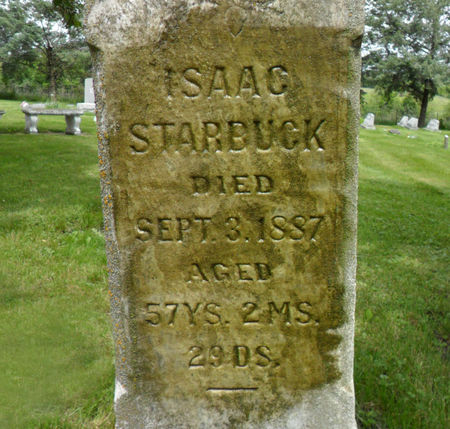 ISAAC
STARBUCK
DIED
SEPT. 3, 1887
AGED
57YS. 2MS.
29DS.